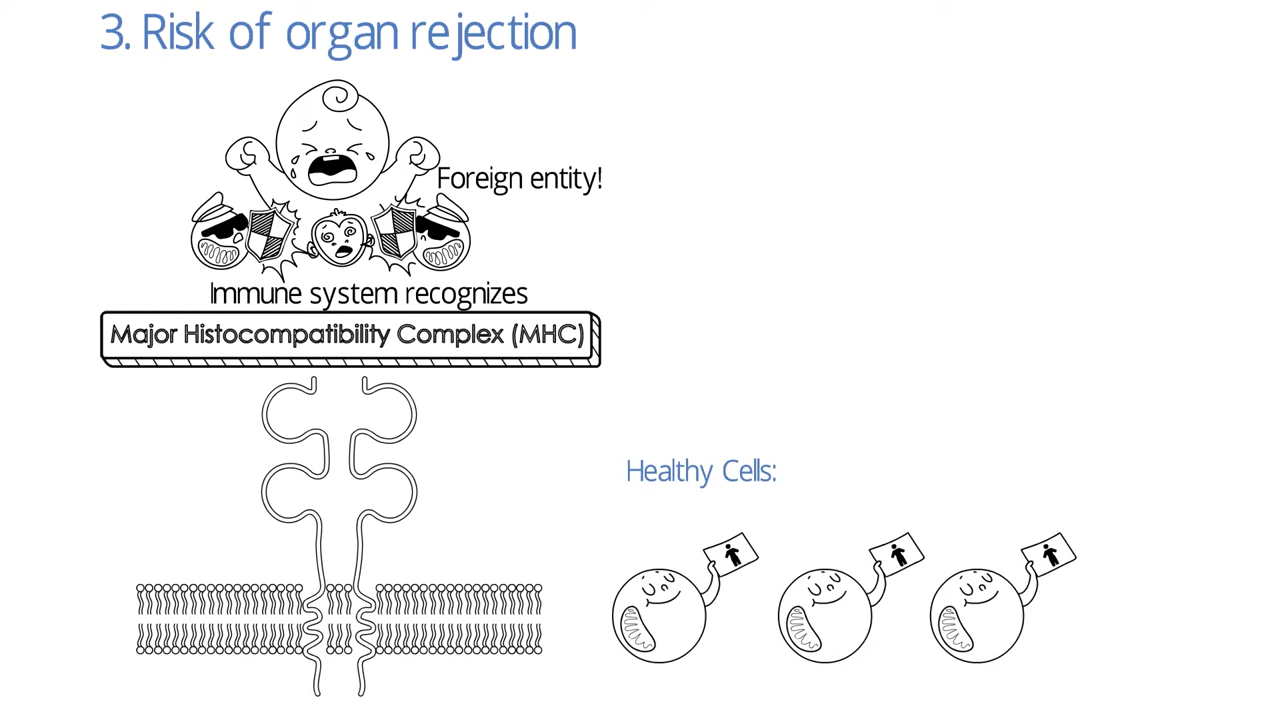 3. Risk of organ rejection
Foreign entity!
Immune system recognizes
Major Histocompatibility Complex (MHC)
Healthy Cells: